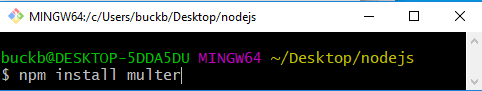 MINGW64:/c/Users/buckb/Desktop/nodejs
buckb@DESKTOP-5DDA5DU MINGW64 ~/Desktop/nodejs
$ npm install multer